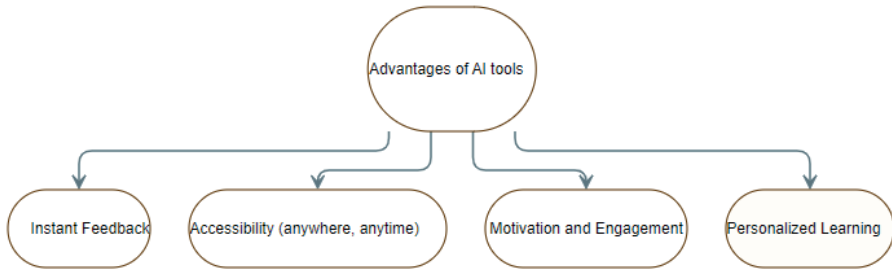 Advantages of AI tools
Instant Feedback
Accessibility (anywhere, anytime)
Motivation and Engagement
Personalized Learning